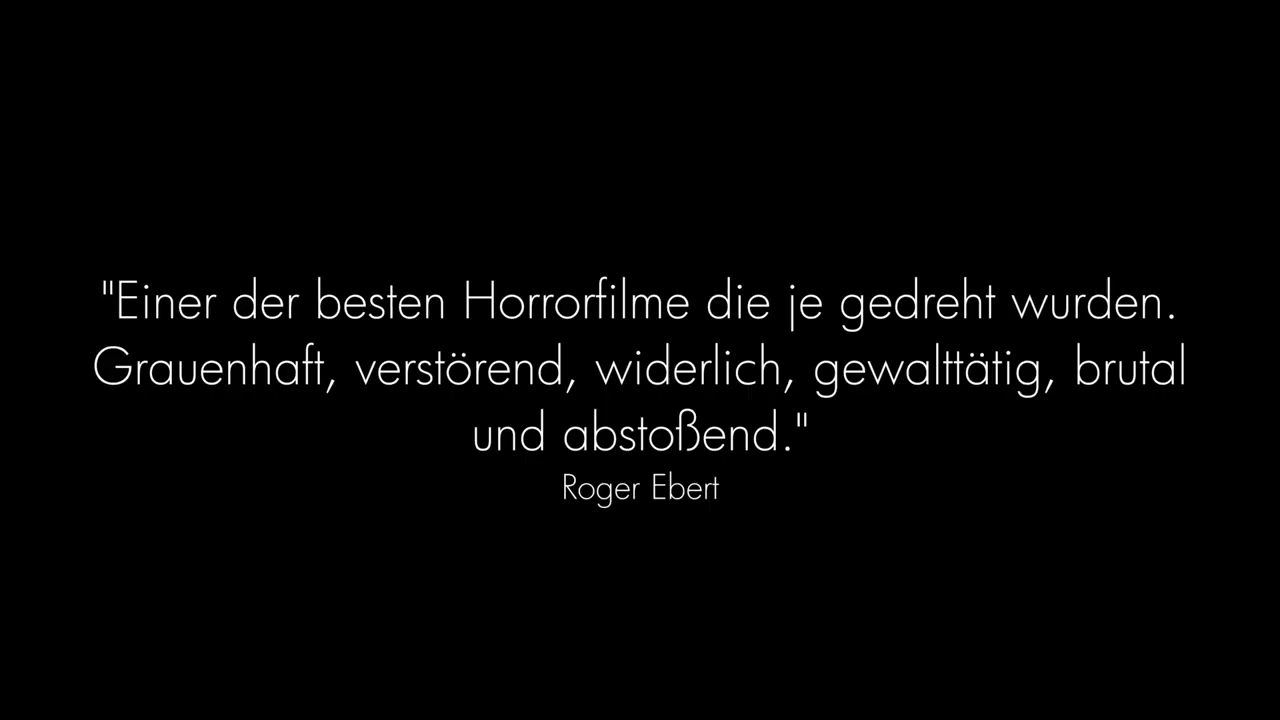 "Einer der besten Horrorfilme die je gedreht wurden.
Grauenhaft, verstörend, widerlich, gewalttätig, brutal
und abstoßend."
Roger Ebert